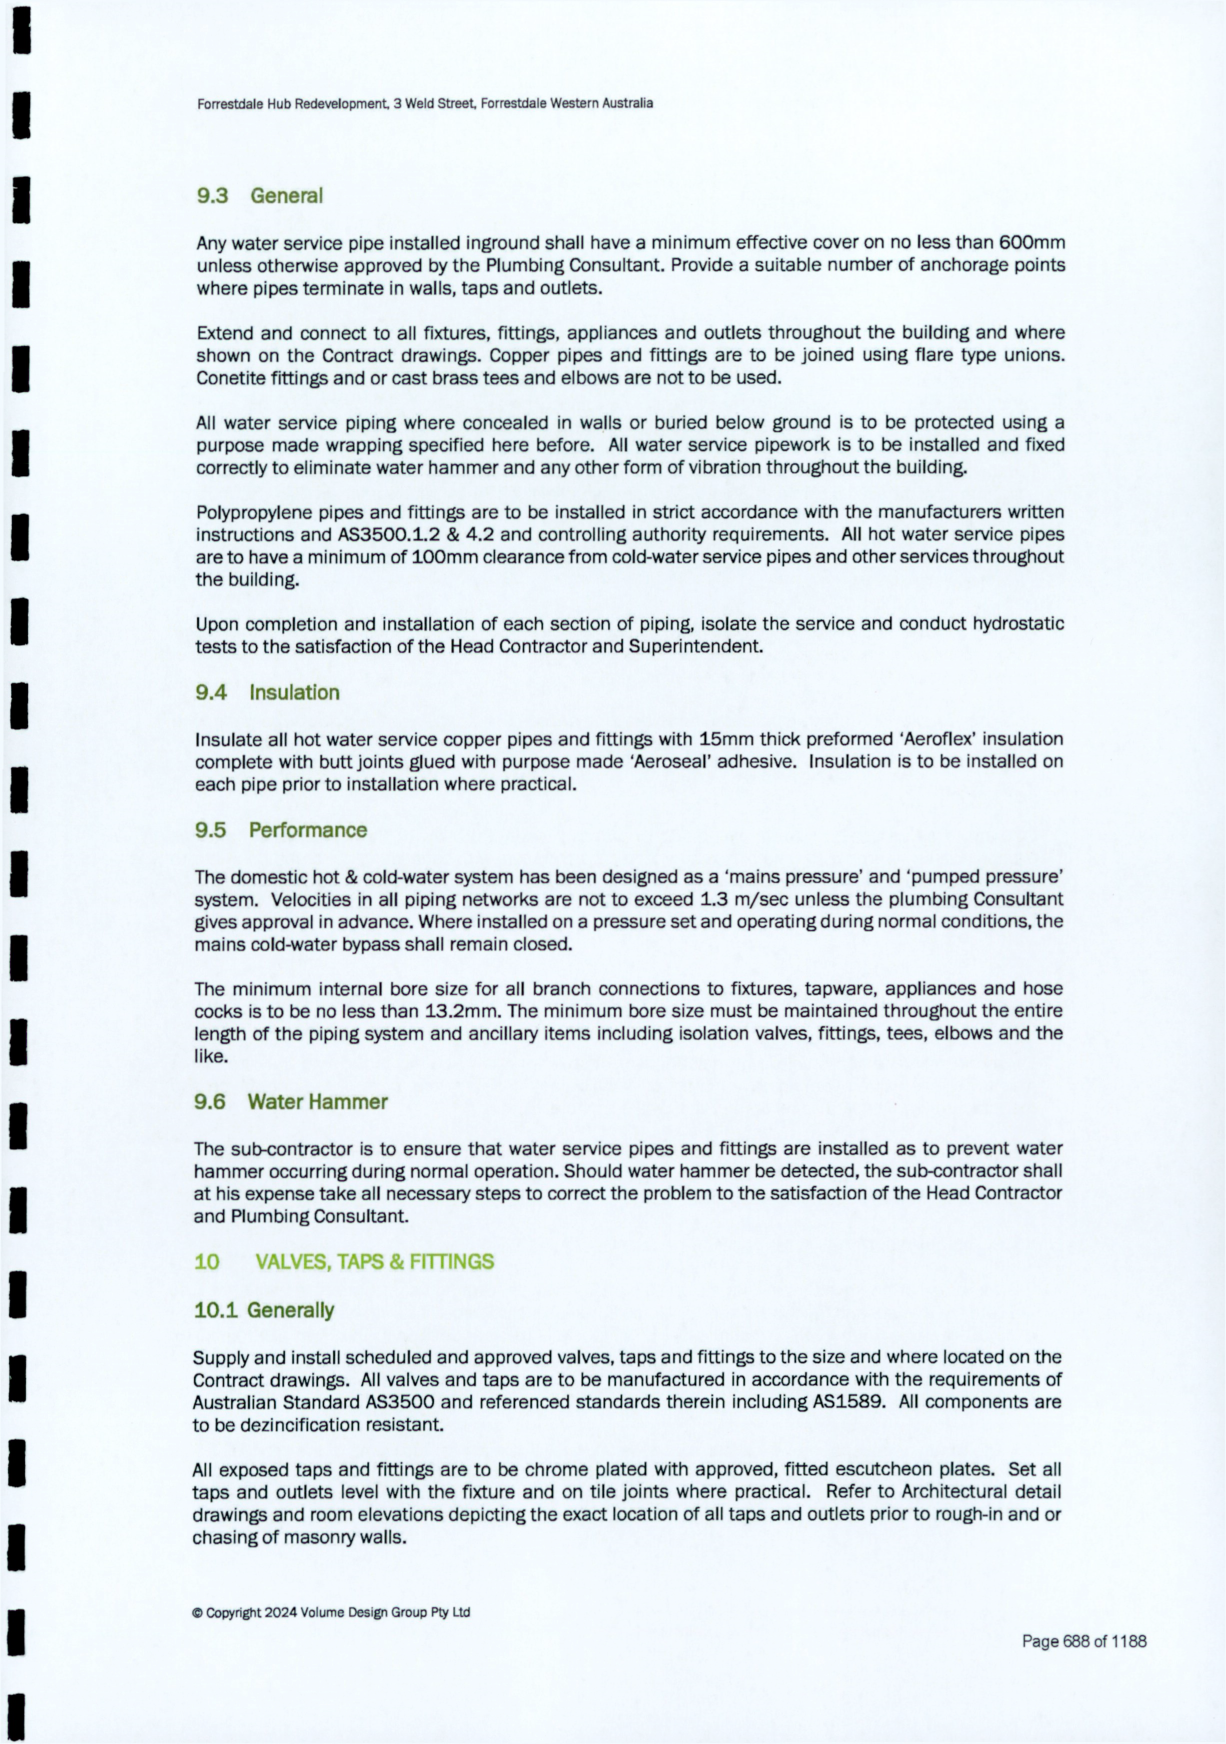 Forrestdale Hub Redevelopment, 3 Weld Street, Forrestdale Western Australia
9.3 General
Any water service pipe installed inground shall have a minimum effective cover on no less than 600mm
unless otherwise approved by the Plumbing Consultant. Provide a suitable number of anchorage points
where pipes terminate in walls, taps and outlets.
Extend and connect to all fixtures, fittings, appliances and outlets throughout the building and where
shown on the Contract drawings. Copper pipes and fittings are to be joined using flare type unions.
Conetite fittings and or cast brass tees and elbows are not to be used.
All water service piping where concealed in walls or buried below ground is to be protected using a
purpose made wrapping specified here before. All water service pipework is to be installed and fixed
correctly to eliminate water hammer and any other form of vibration throughout the building.
Polypropylene pipes and fittings are to be installed in strict accordance with the manufacturers written
instructions and AS3500.1.2 & 4.2 and controlling authority requirements. All hot water service pipes
are to have a minimum of 100mm clearance from cold-water service pipes and other services throughout
the building.
Upon completion and installation of each section of piping, isolate the service and conduct hydrostatic
tests to the satisfaction of the Head Contractor and Superintendent.
9.4 Insulation
Insulate all hot water service copper pipes and fittings with 15mm thick preformed ‘Aeroflex’ insulation
complete with butt joints glued with purpose made ‘Aeroseal’ adhesive. Insulation is to be installed on
each pipe prior to installation where practical.
9.5 Performance
The domestic hot & cold-water system has been designed as a ‘mains pressure’ and ‘pumped pressure’
system. Velocities in all piping networks are not to exceed 1.3 m/sec unless the plumbing Consultant
gives approval in advance. Where installed on a pressure set and operating during normal conditions, the
mains cold-water bypass shall remain closed.
The minimum internal bore size for all branch connections to fixtures, tapware, appliances and hose
cocks is to be no less than 13.2mm. The minimum bore size must be maintained throughout the entire
length of the piping system and ancillary items including isolation valves, fittings, tees, elbows and the
like.
9.6 Water Hammer
The sub-contractor is to ensure that water service pipes and fittings are installed as to prevent water
hammer occurring during normal operation. Should water hammer be detected, the sub-contractor shall
at his expense take all necessary steps to correct the problem to the satisfaction of the Head Contractor
and Plumbing Consultant.
10 VALVES, TAPS & FITTINGS
10.1 Generally
Supply and install scheduled and approved valves, taps and fittings to the size and where located on the
Contract drawings. All valves and taps are to be manufactured in accordance with the requirements of
Australian Standard AS3500 and referenced standards therein including AS1589. All components are
to be dezincification resistant.
All exposed taps and fittings are to be chrome plated with approved, fitted escutcheon plates. Set all
taps and outlets level with the fixture and on tile joints where practical. Refer to Architectural detail
drawings and room elevations depicting the exact location of all taps and outlets prior to rough-in and or
chasing of masonry walls.
© Copyright 2024 Volume Design Group Pty Ltd
Page 688 of 1188